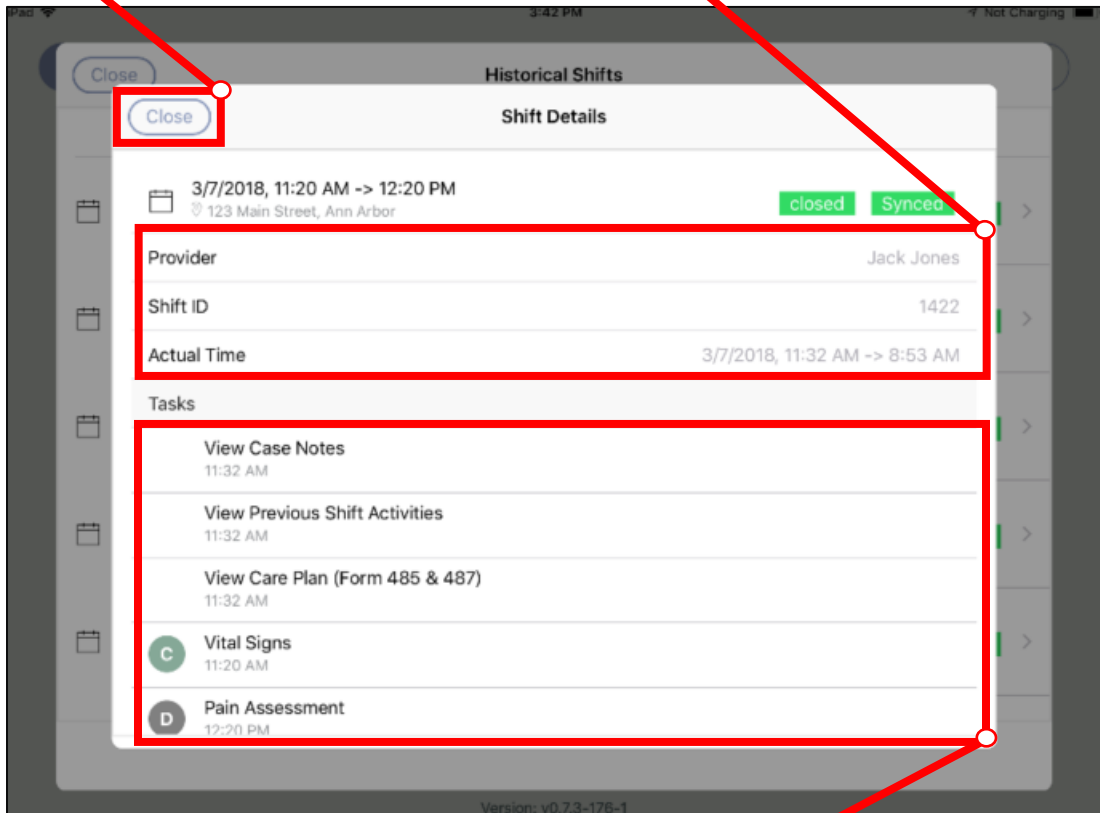 iPad 3:42 PM Not Charging
Close Historical Shifts
Close Shift Details
3/7/2018, 11:20 AM -> 12:20 PM
123 Main Street, Ann Arbor
closed Synced
Provider Jack Jones
Shift ID 1422
Actual Time 3/7/2018, 11:32 AM -> 8:53 AM
Tasks
View Case Notes
11:32 AM
View Previous Shift Activities
11:32 AM
View Care Plan (Form 485 & 487)
11:32 AM
C Vital Signs
11:20 AM
D Pain Assessment
12:20 PM
Version: v0.7.3-176-1